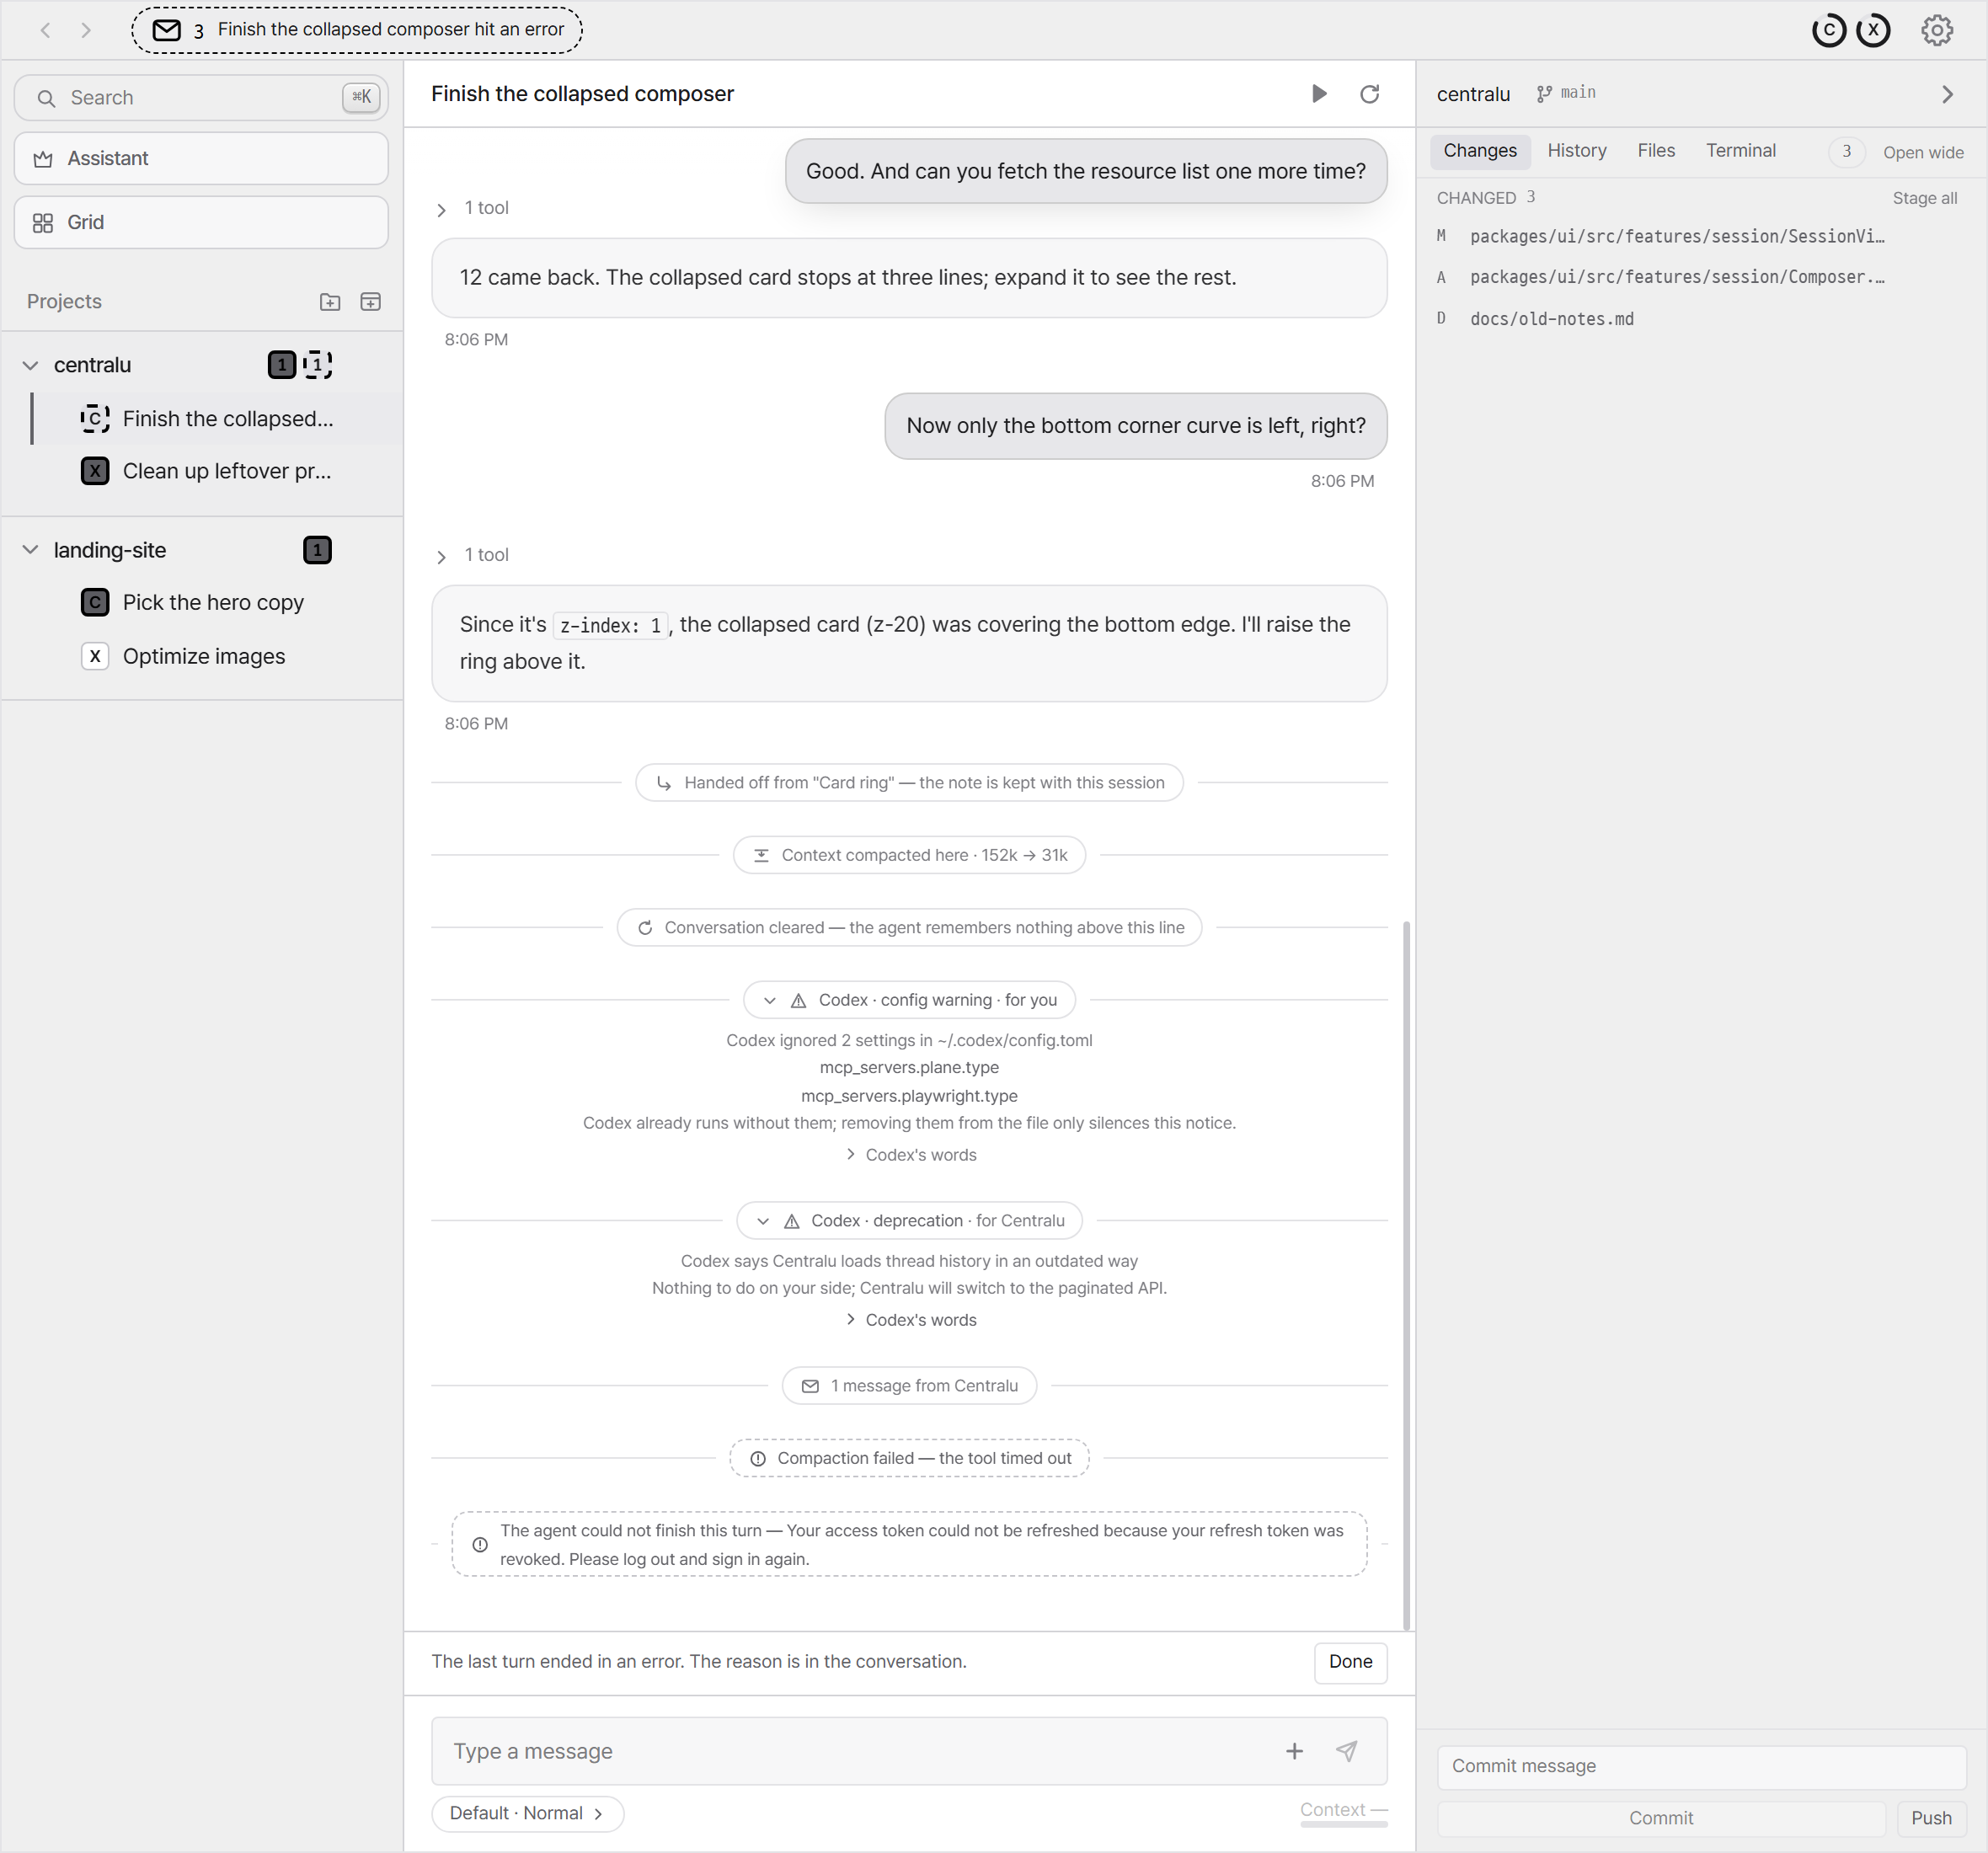 3 Finish the collapsed composer hit an error
C X
Search ⌘K
Assistant
Grid
Projects
centralu 1 1
C Finish the collapsed...
X Clean up leftover pr...
landing-site 1
C Pick the hero copy
X Optimize images
Finish the collapsed composer
Good. And can you fetch the resource list one more time?
1 tool
12 came back. The collapsed card stops at three lines; expand it to see the rest.
8:06 PM
Now only the bottom corner curve is left, right?
8:06 PM
1 tool
Since it's z-index: 1, the collapsed card (z-20) was covering the bottom edge. I'll raise the
ring above it.
8:06 PM
Handed off from "Card ring" — the note is kept with this session
Context compacted here · 152k → 31k
Conversation cleared — the agent remembers nothing above this line
Codex · config warning · for you
Codex ignored 2 settings in ~/.codex/config.toml
mcp_servers.plane.type
mcp_servers.playwright.type
Codex already runs without them; removing them from the file only silences this notice.
Codex's words
Codex · deprecation · for Centralu
Codex says Centralu loads thread history in an outdated way
Nothing to do on your side; Centralu will switch to the paginated API.
Codex's words
1 message from Centralu
Compaction failed — the tool timed out
The agent could not finish this turn — Your access token could not be refreshed because your refresh token was
revoked. Please log out and sign in again.
The last turn ended in an error. The reason is in the conversation.
Done
Type a message
Default · Normal
Context —
centralu main
Changes History Files Terminal 3 Open wide
CHANGED 3 Stage all
M packages/ui/src/features/session/SessionVi…
A packages/ui/src/features/session/Composer.…
D docs/old-notes.md
Commit message
Commit Push